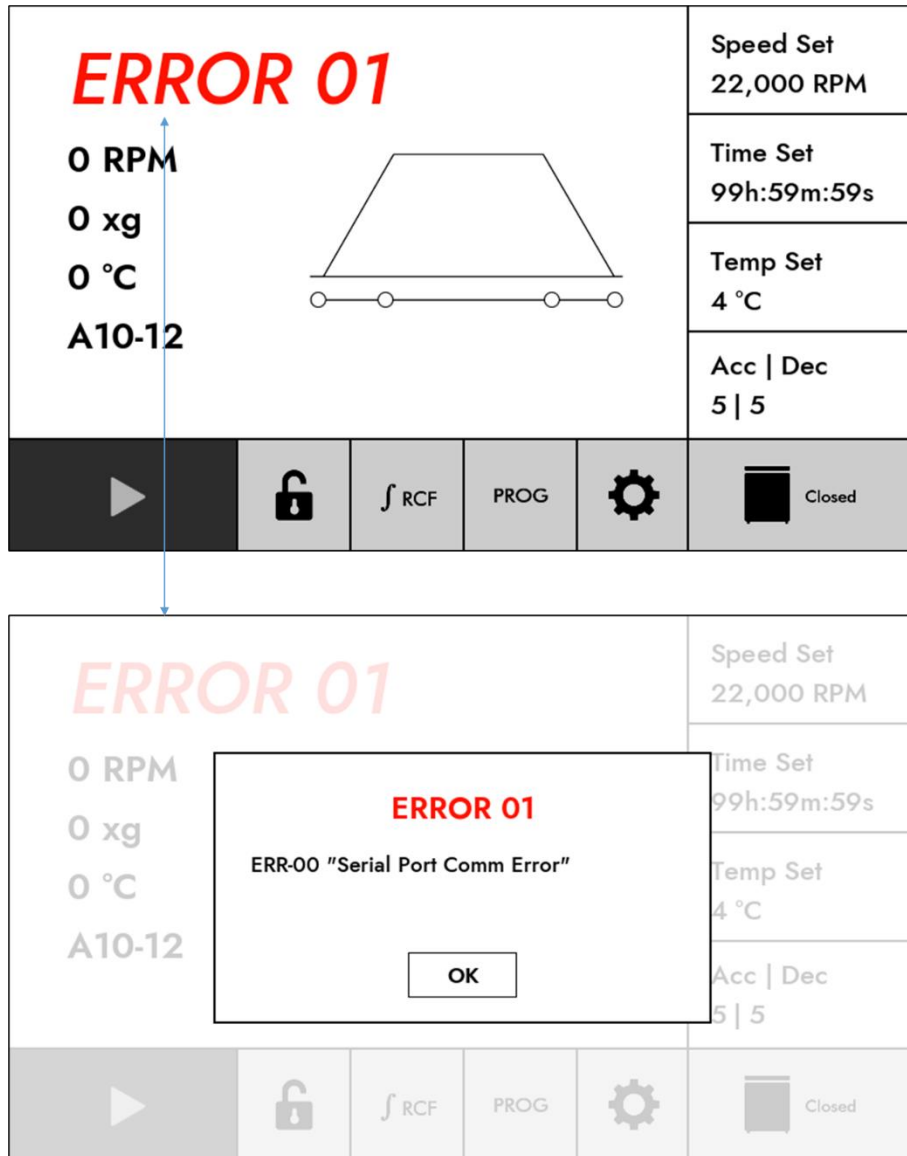 ERROR 01
0 RPM
0 xg
0 °C
A10-12
Speed Set
22,000 RPM
Time Set
99h:59m:59s
Temp Set
4 °C
Acc | Dec
5 | 5
∫ RCF
PROG
Closed
ERROR 01
0 RPM
0 xg
0 °C
A10-12
ERROR 01
ERR-00 "Serial Port Comm Error"
OK
Speed Set
22,000 RPM
Time Set
99h:59m:59s
Temp Set
4 °C
Acc | Dec
5 | 5
∫ RCF
PROG
Closed